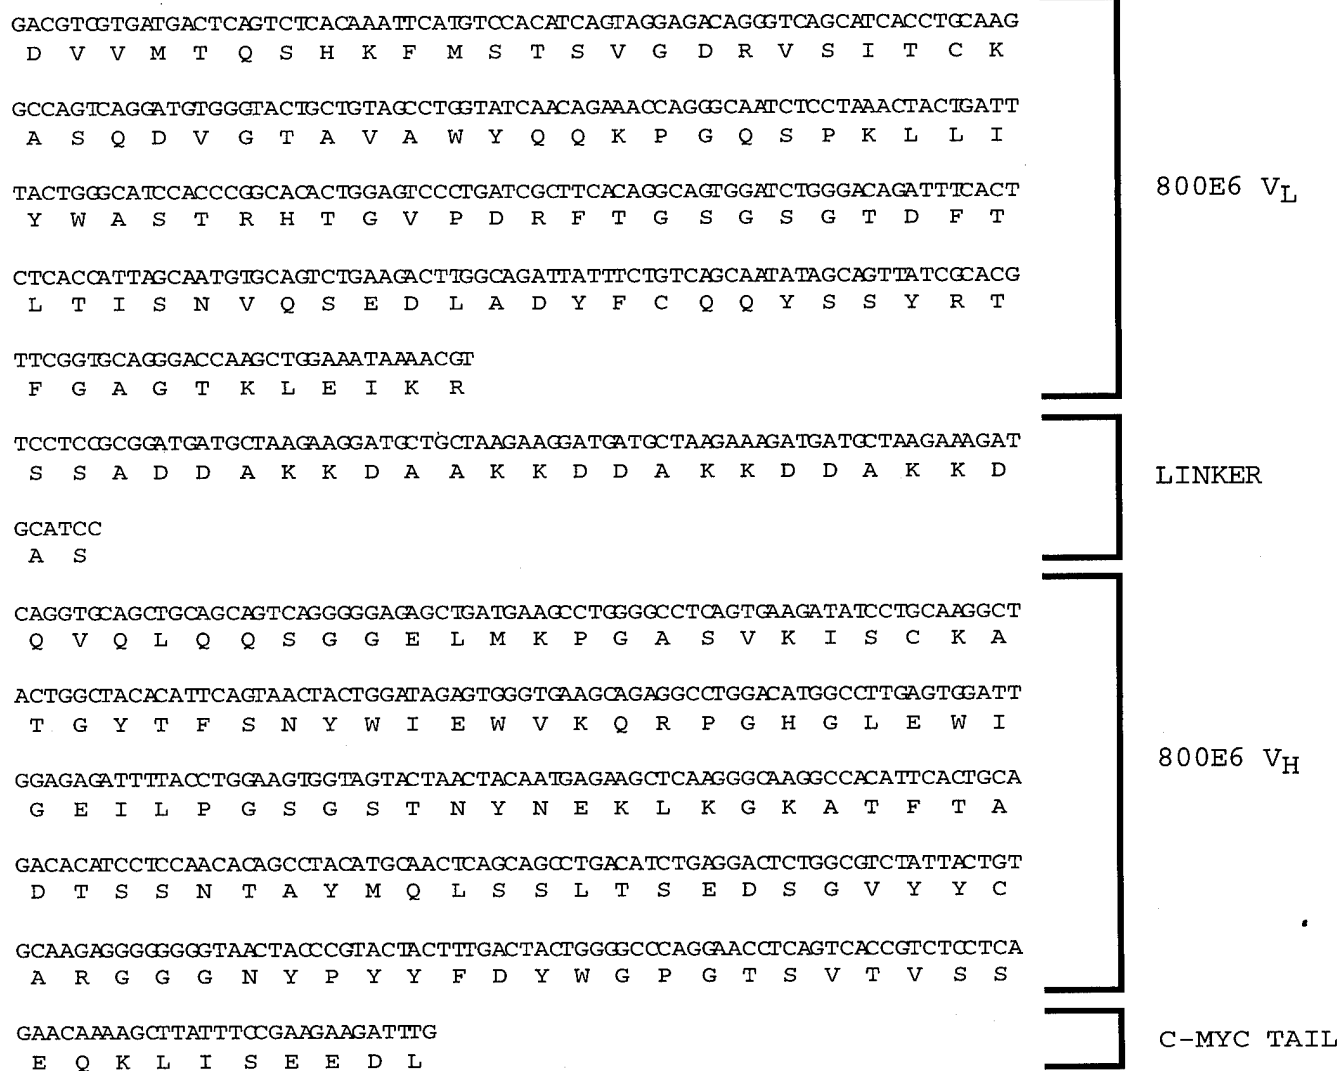 GACGTCGTGATGACTCAGTCTCACAAATTCATGTCCACATCAGTAGGAGACAGGGTCAGCATCACCTGCAAG
D V V M T Q S H K F M S T S V G D R V S I T C K
GCCAGTCAGGATGTGGGTACTGCTGTAGCCTGGTATCAACAGAAACCAGGGCAATCTCCTAAACTACTGATT
A S Q D V G T A V A W Y Q Q K P G Q S P K L L I
TACTGGGCATCCACCCGGCACACTGGAGTCCCTGATCGCTTCACAGGCAGTGGATCTGGGACAGATTTCACT
Y W A S T R H T G V P D R F T G S G S G T D F T
CTCACCATTAGCAATGTGCAGTCTGAAGACTTGGCAGATTATTTCTGTCAGCAATATAGCAGTTATCGCACG
L T I S N V Q S E D L A D Y F C Q Q Y S S Y R T
TTCGGTGCAGGGACCAAGCTGGAAATAAAACGT
F G A G T K L E I K R
800E6 VL
TCCTCCGCGGATGATGCTAAGAAGGATGCTGCTAAGAAGGATGATGCTAAGAAAGATGATGCTAAGAAAGAT
S S A D D A K K D A A K K D D A K K D D A K K D
GCATCC
A S
LINKER
CAGGTGCAGCTGCAGCAGTCAGGGGGAGAGCTGATGAAGCCTGGGGCCTCAGTGAAGATATCCTGCAAGGCT
Q V Q L Q Q S G G E L M K P G A S V K I S C K A
ACTGGCTACACATTCAGTAACTACTGGATAGAGTGGGTGAAGCAGAGGCCTGGACATGGCCTTGAGTGGATT
T G Y T F S N Y W I E W V K Q R P G H G L E W I
GGAGAGATTTTACCTGGAAGTGGTAGTACTAACTACAATGAGAAGCTCAAGGGCAAGGCCACATTCACTGCA
G E I L P G S G S T N Y N E K L K G K A T F T A
GACACATCCTCCAACACAGCCTACATGCAACTCAGCAGCCTGACATCTGAGGACTCTGGCGTCTATTACTGT
D T S S N T A Y M Q L S S L T S E D S G V Y Y C
GCAAGAGGGGGGGGTAACTACCCGTACTACTTTGACTACTGGGGCCCAGGAACCTCAGTCACCGTCTCCTCA
A R G G G N Y P Y Y F D Y W G P G T S V T V S S
800E6 VH
GAACAAAAGCTTATTTCCGAAGAAGATTTG
E Q K L I S E E D L
C-MYC TAIL